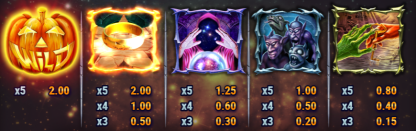 WILD
x5 2.00
x5 2.00
x4 1.00
x3 0.50
x5 1.25
x4 0.60
x3 0.30
x5 1.00
x4 0.50
x3 0.20
x5 0.80
x4 0.40
x3 0.15